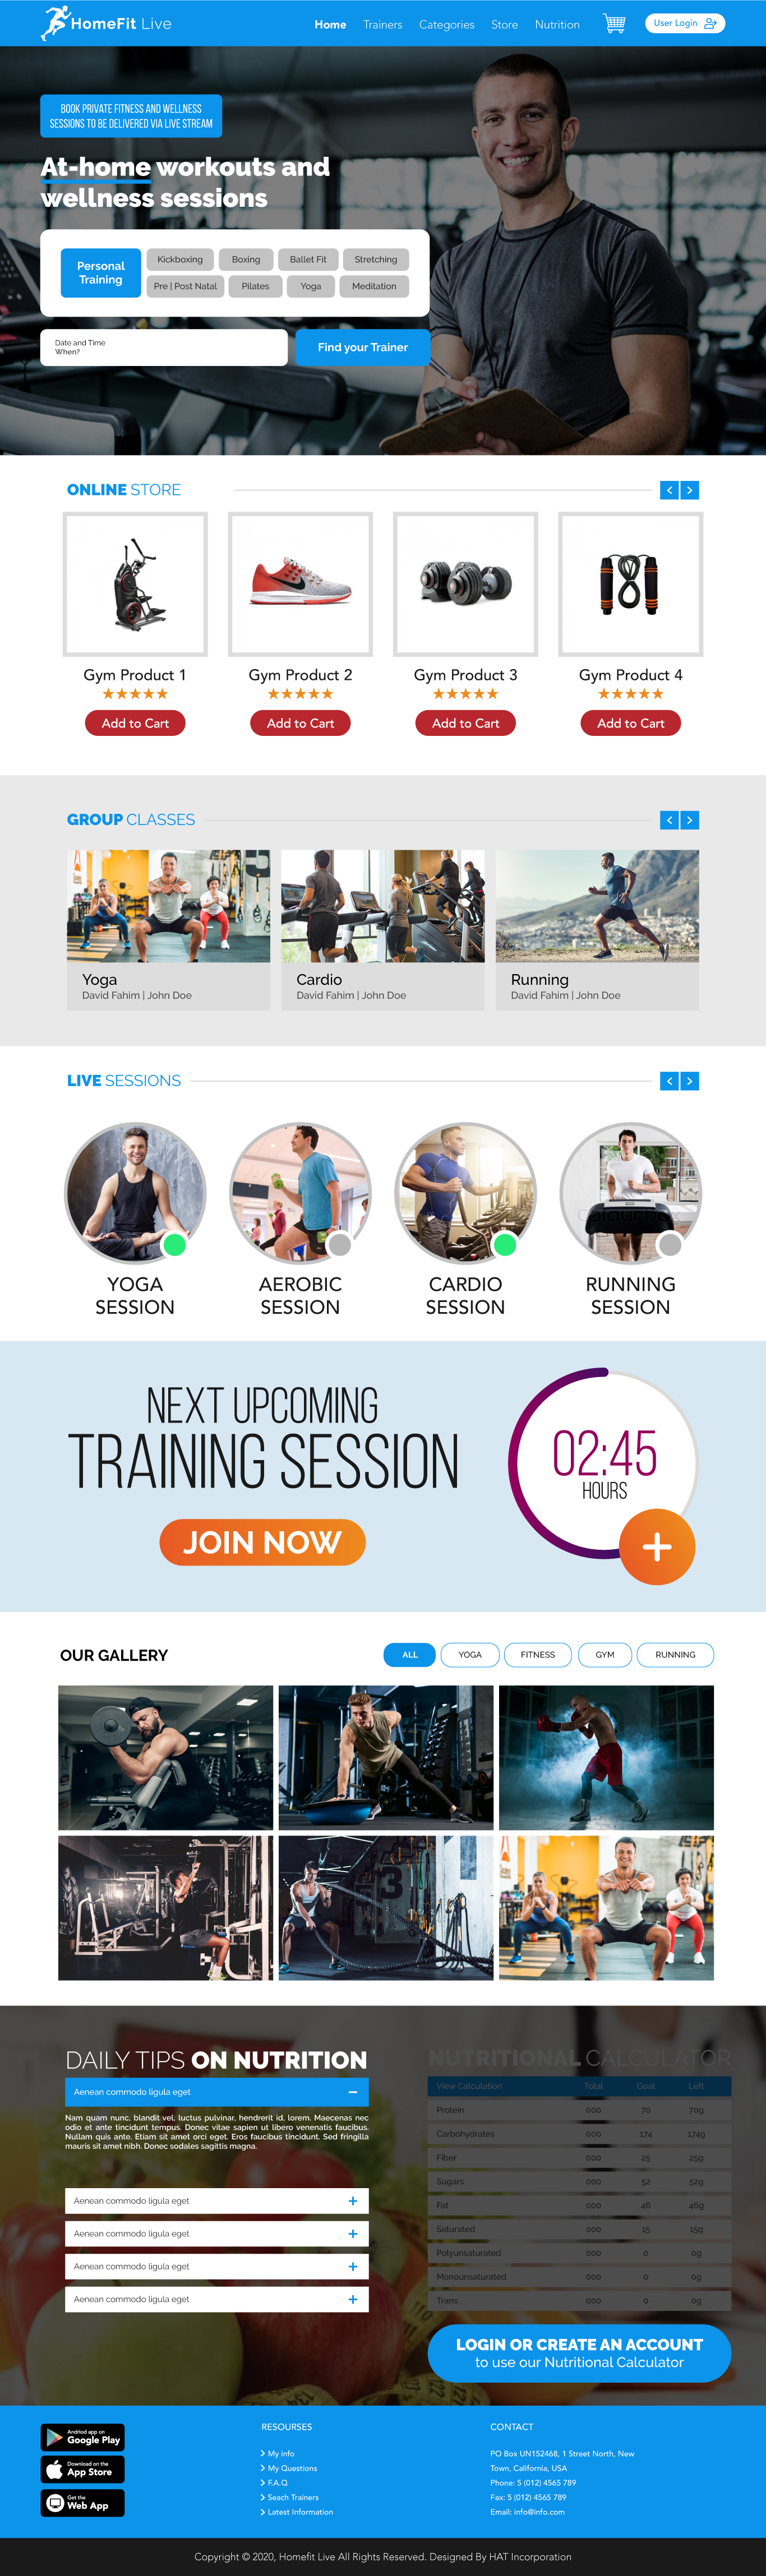 HomeFit Live
Home Trainers Categories Store Nutrition
User Login
BOOK PRIVATE FITNESS AND WELLNESS
SESSIONS TO BE DELIVERED VIA LIVE STREAM
At-home workouts and
wellness sessions
Personal
Training
Kickboxing Boxing Ballet Fit Stretching
Pre | Post Natal Pilates Yoga Meditation
Date and Time
When?
Find your Trainer
ONLINE STORE
Gym Product 1 Gym Product 2 Gym Product 3 Gym Product 4
Add to Cart Add to Cart Add to Cart Add to Cart
GROUP CLASSES
Yoga Cardio Running
David Fahim | John Doe David Fahim | John Doe David Fahim | John Doe
LIVE SESSIONS
YOGA
SESSION
AEROBIC
SESSION
CARDIO
SESSION
RUNNING
SESSION
NEXT UPCOMING
TRAINING SESSION
JOIN NOW
02:45
HOURS
OUR GALLERY
ALL YOGA FITNESS GYM RUNNING
3
DAILY TIPS ON NUTRITION
Aenean commodo ligula eget
Nam quam nunc, blandit vel, luctus pulvinar, hendrerit id, lorem. Maecenas nec
odio et ante tincidunt tempus. Donec vitae sapien ut libero venenatis faucibus.
Nullam quis ante. Etiam sit amet orci eget. Eros faucibus tincidunt. Sed fringilla
mauris sit amet nibh. Donec sodales sagittis magna.
Aenean commodo ligula eget
Aenean commodo ligula eget
Aenean commodo ligula eget
Aenean commodo ligula eget
NUTRITIONAL CALCULATOR
View Calculation Total Goal Left
Protein 000 70 70g
Carbohydrates 000 174 174g
Fiber 000 25 25g
Sugars 000 52 52g
Fat 000 46 46g
Saturated 000 15 15g
Polyunsaturated 000 0 0g
Monounsaturated 000 0 0g
Trans 000 0 0g
LOGIN OR CREATE AN ACCOUNT
to use our Nutritional Calculator
Andriod app on
Google Play
Download on the
App Store
Get the
Web App
RESOURSES
My info
My Questions
F.A.Q
Seach Trainers
Latest Information
CONTACT
PO Box UN152468, 1 Street North, New
Town, California, USA
Phone: 5 (012) 4565 789
Fax: 5 (012) 4565 789
Email: info@info.com
Copyright © 2020, Homefit Live All Rights Reserved. Designed By HAT Incorporation